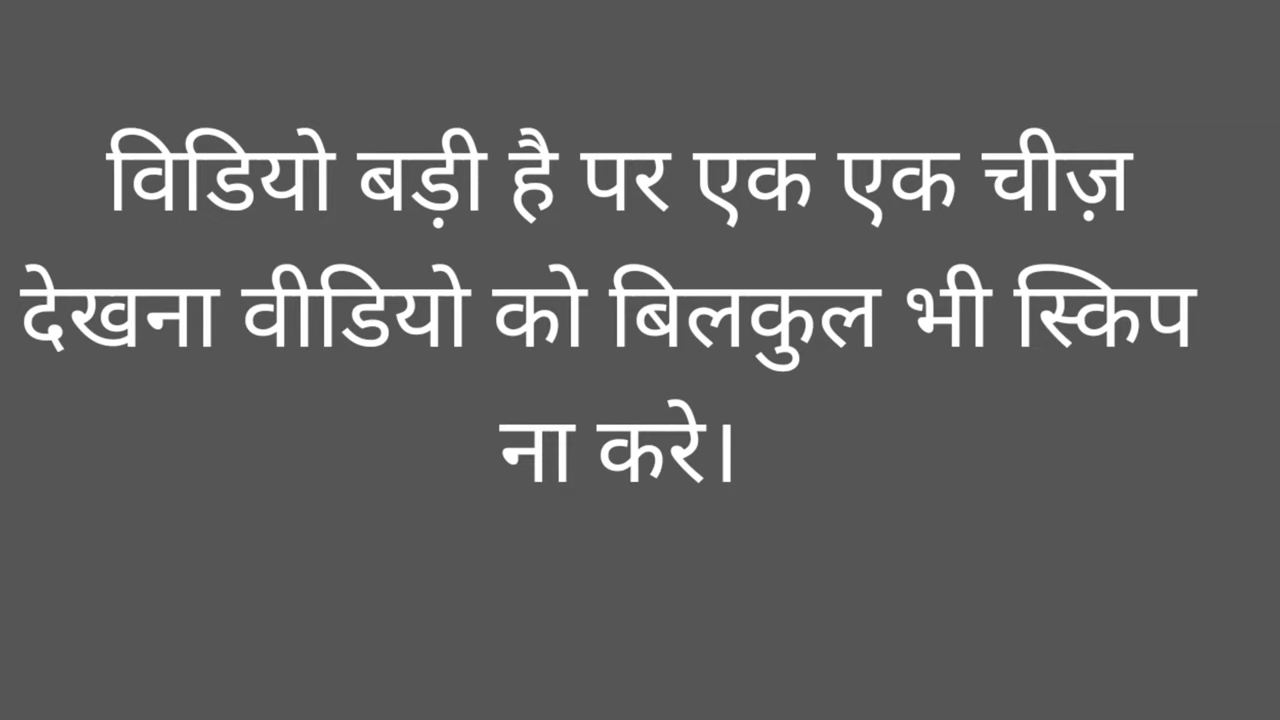 विडियो बड़ी है पर एक एक चीज़
देखना वीडियो को बिलकुल भी स्किप
ना करे।